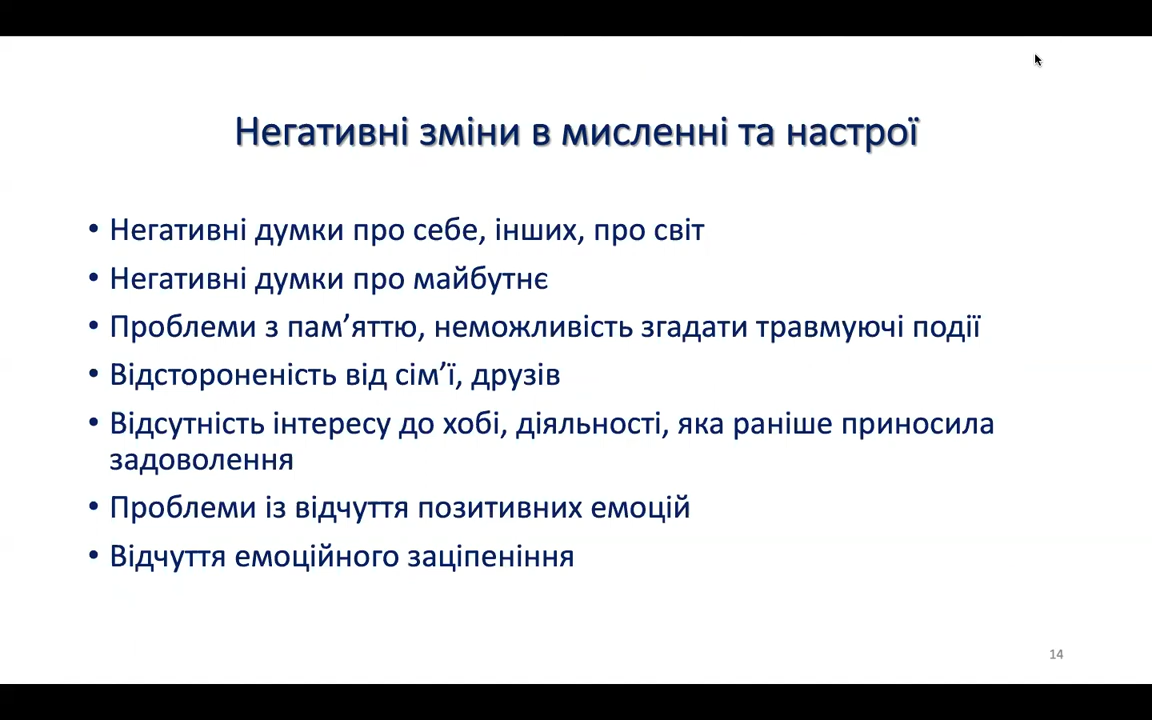 Негативні зміни в мисленні та настрої
• Негативні думки про себе, інших, про світ
• Негативні думки про майбутнє
• Проблеми з пам’яттю, неможливість згадати травмуючі події
• Відстороненість від сім’ї, друзів
• Відсутність інтересу до хобі, діяльності, яка раніше приносила
задоволення
• Проблеми із відчуття позитивних емоцій
• Відчуття емоційного заціпеніння
14